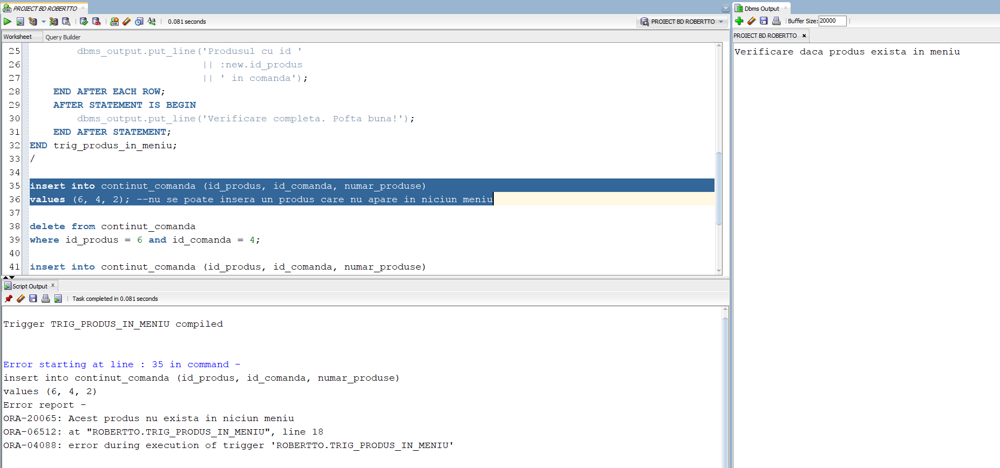 PROIECT BD ROBERTTO
0.081 seconds
PROIECT BD ROBERTTO
Worksheet Query Builder
25 dbms_output.put_line('Produsul cu id '
26 || :new.id_produs
27 || ' in comanda');
28 END AFTER EACH ROW;
29 AFTER STATEMENT IS BEGIN
30 dbms_output.put_line('Verificare completa. Pofta buna!');
31 END AFTER STATEMENT;
32 END trig_produs_in_meniu;
33 /
34
35 insert into continut_comanda (id_produs, id_comanda, numar_produse)
36 values (6, 4, 2); --nu se poate insera un produs care nu apare in niciun meniu
37
38 delete from continut_comanda
39 where id_produs = 6 and id_comanda = 4;
40
41 insert into continut_comanda (id_produs, id_comanda, numar_produse)
Script Output
Task completed in 0.081 seconds
Trigger TRIG_PRODUS_IN_MENIU compiled
Error starting at line : 35 in command -
insert into continut_comanda (id_produs, id_comanda, numar_produse)
values (6, 4, 2)
Error report -
ORA-20065: Acest produs nu exista in niciun meniu
ORA-06512: at "ROBERTTO.TRIG_PRODUS_IN_MENIU", line 18
ORA-04088: error during execution of trigger 'ROBERTTO.TRIG_PRODUS_IN_MENIU'
Dbms Output
Buffer Size: 20000
PROIECT BD ROBERTTO
Verificare daca produs exista in meniu